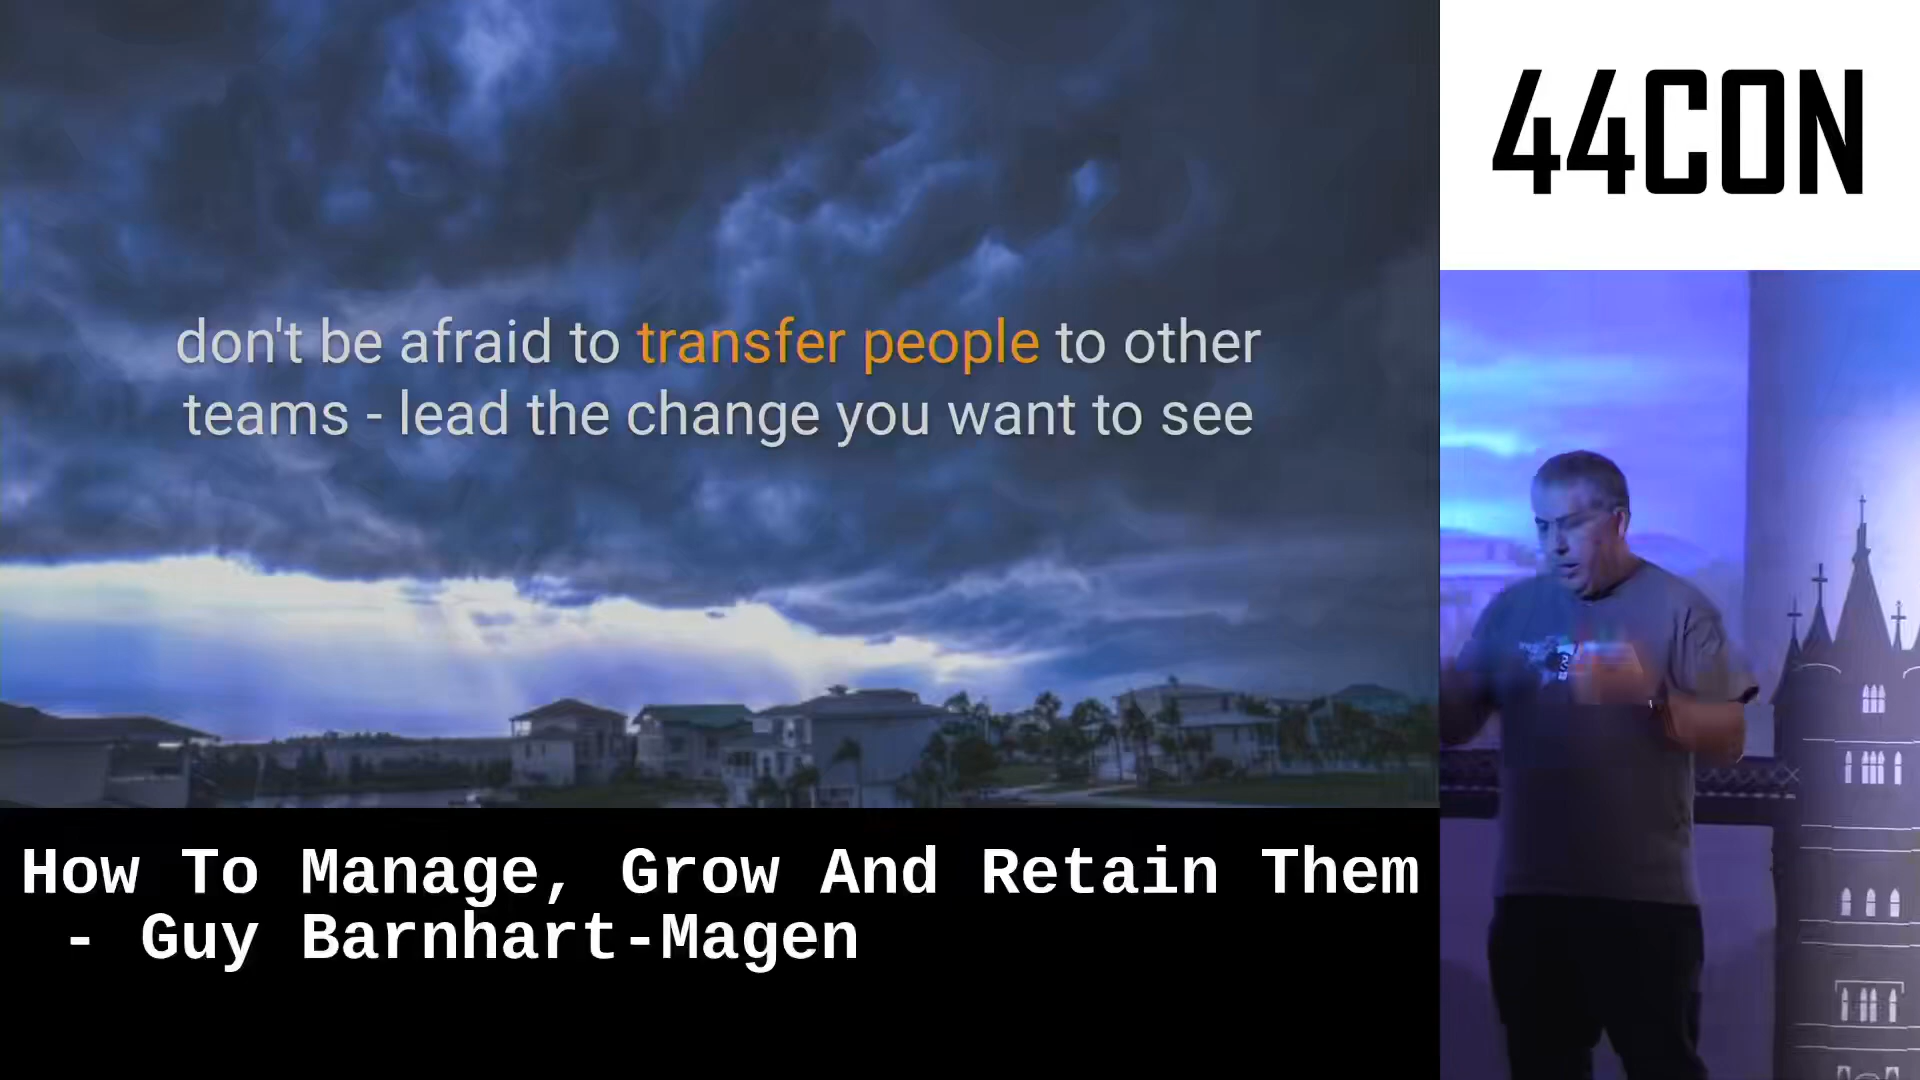 don't be afraid to transfer people to other
teams - lead the change you want to see
44CON
How To Manage, Grow And Retain Them
- Guy Barnhart-Magen